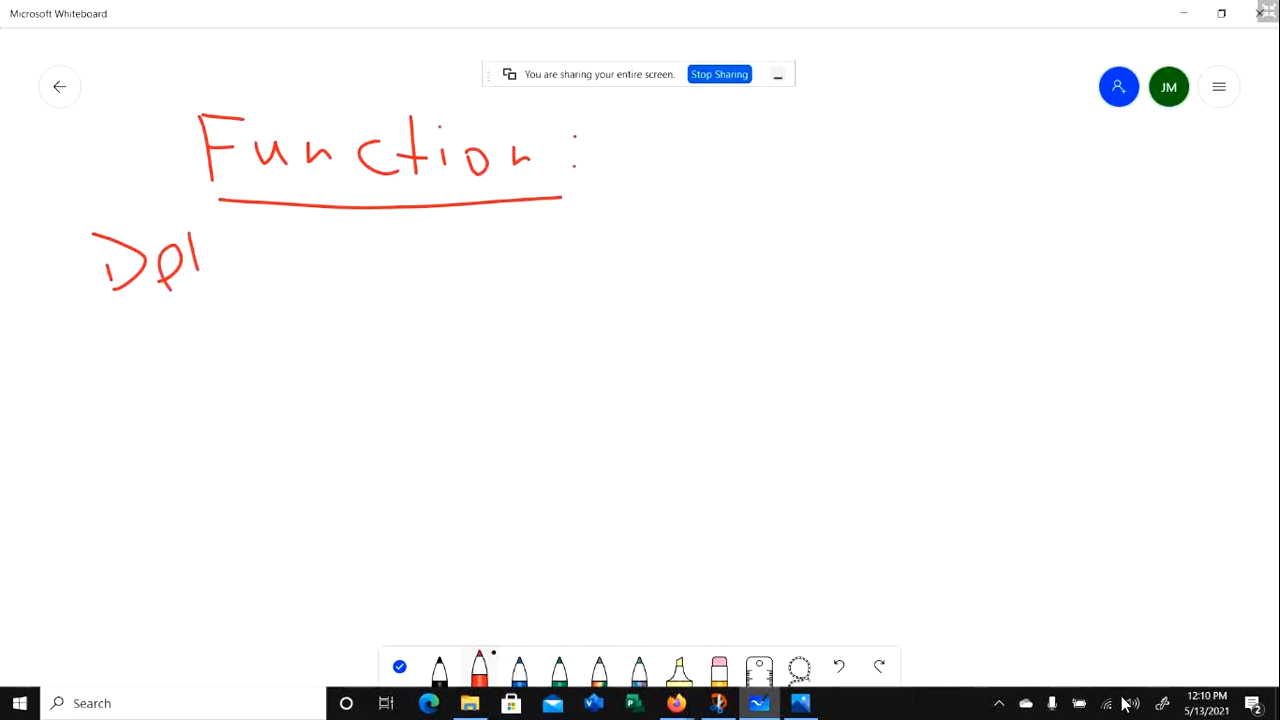 Microsoft Whiteboard
You are sharing your entire screen. Stop Sharing
JM
Function:
Search
12:10 PM
5/13/2021
2